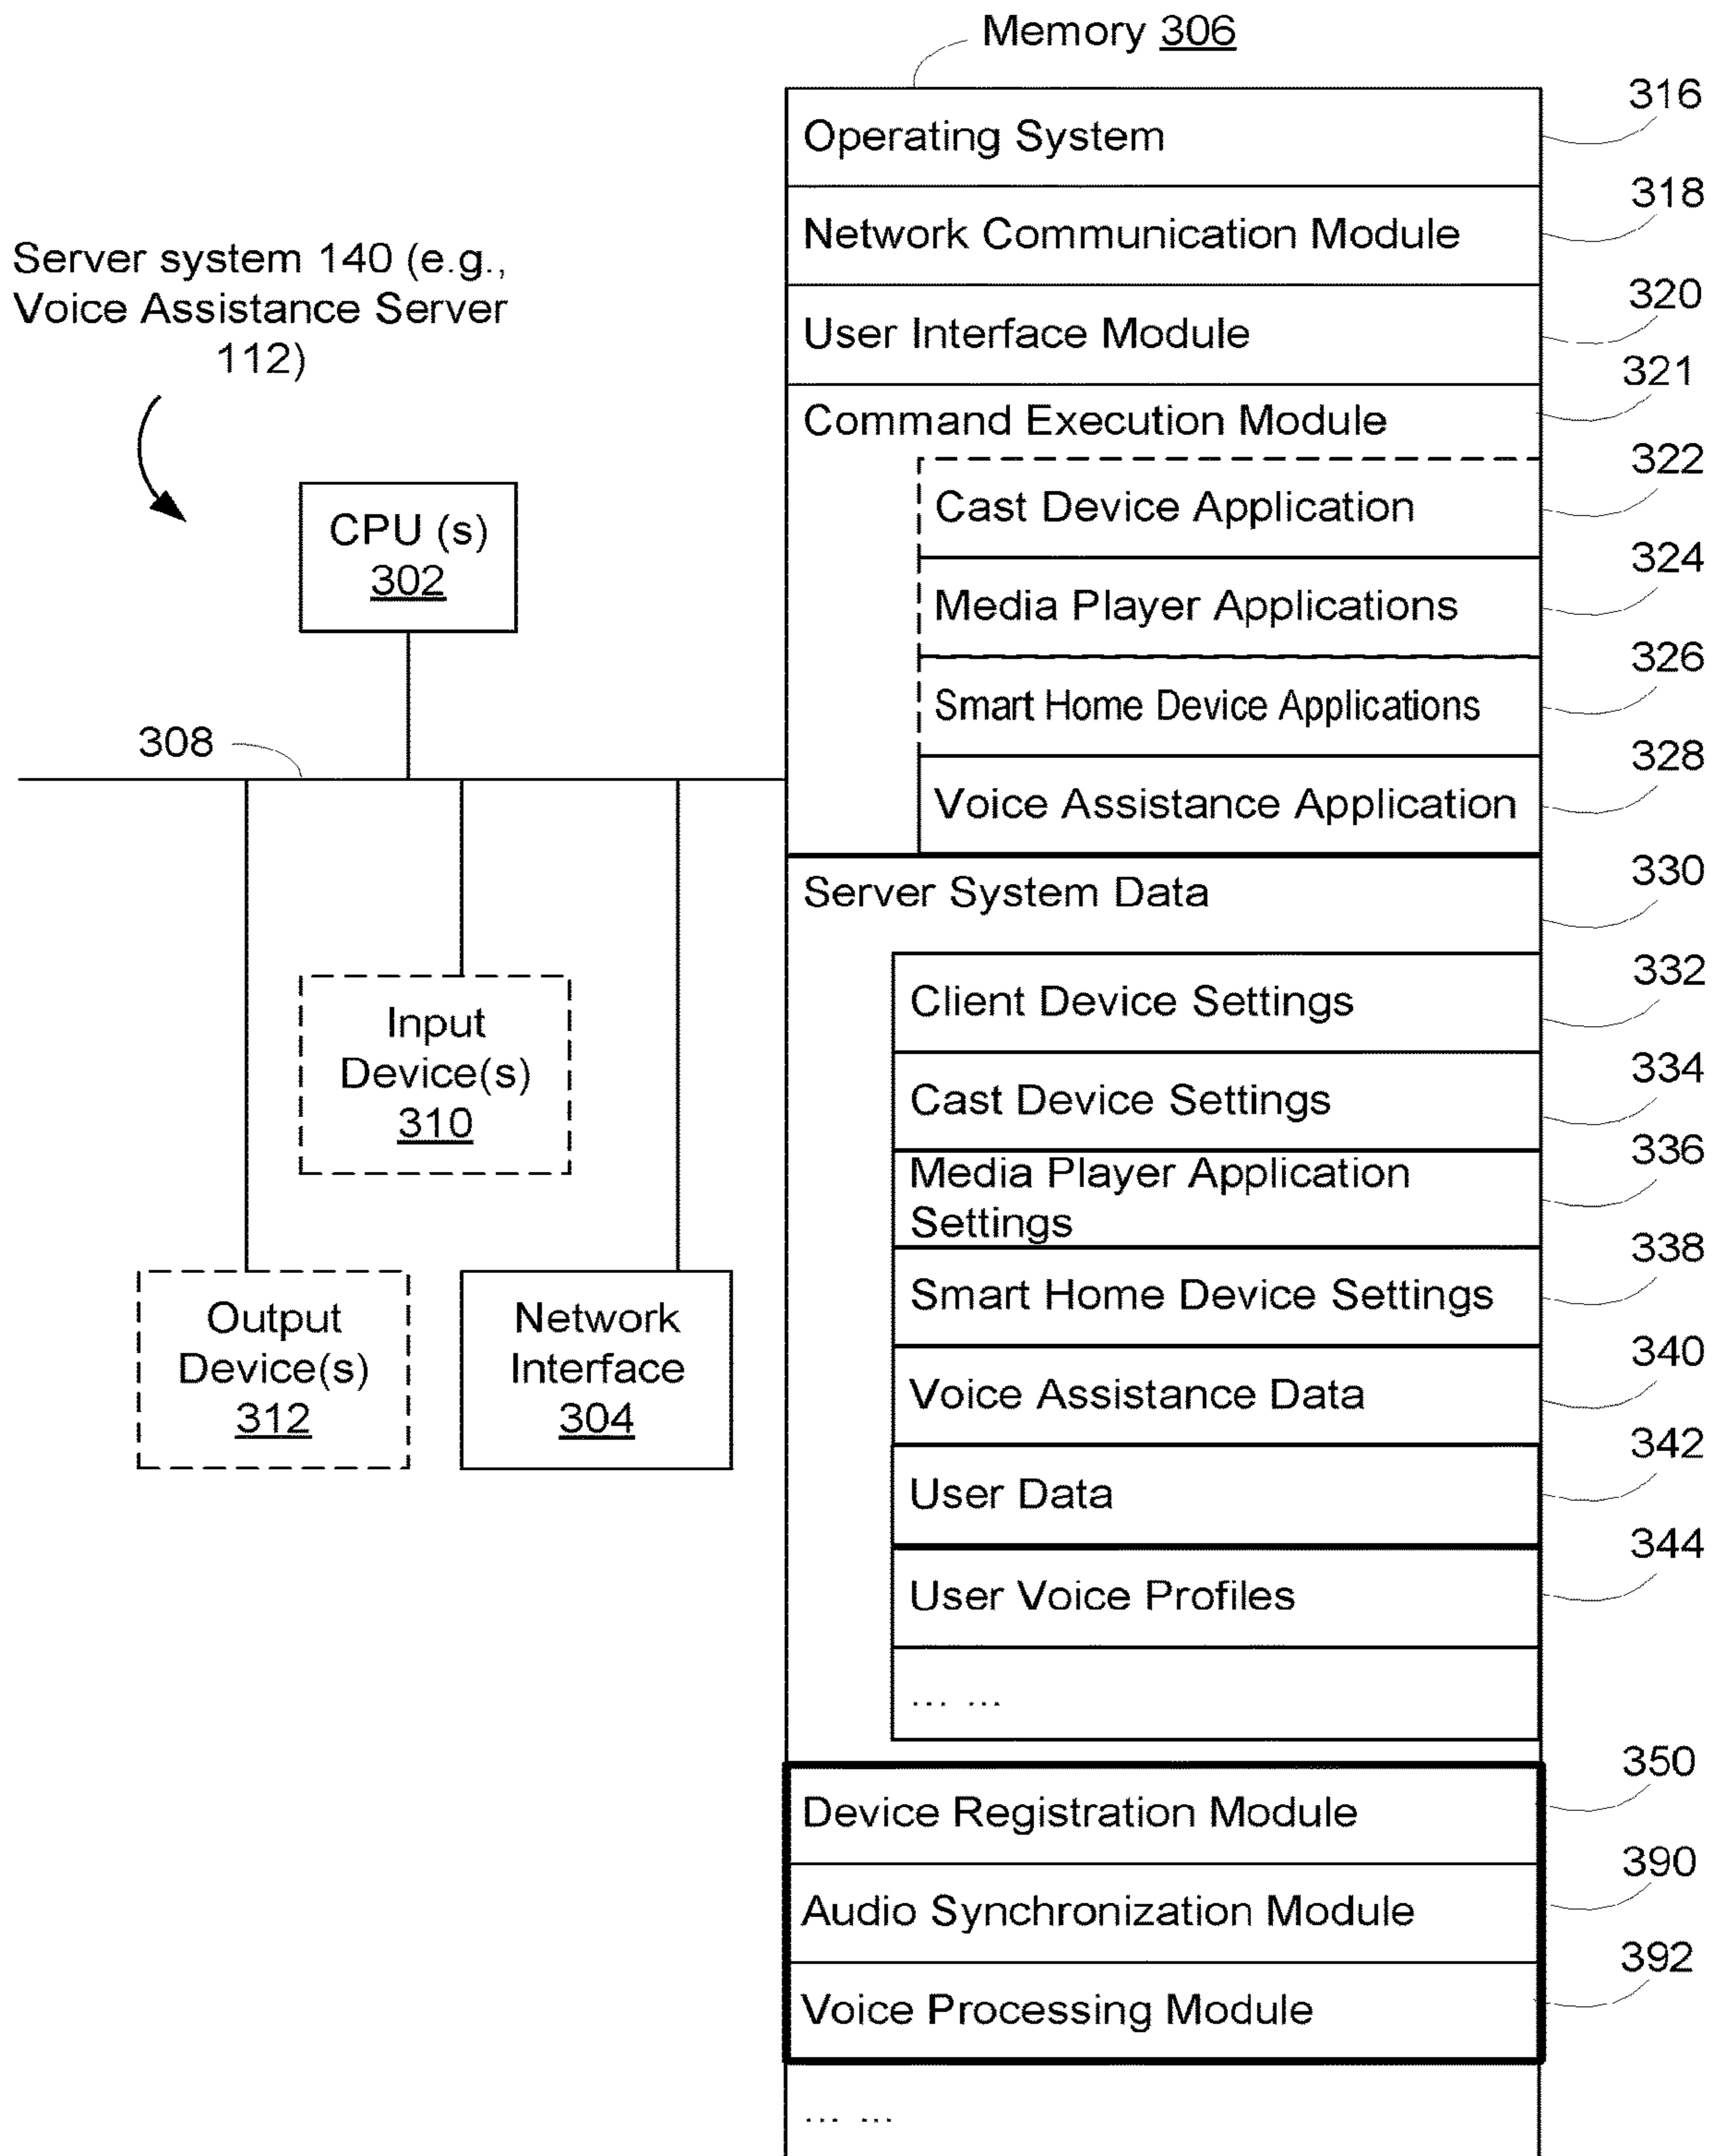 Memory 306
Operating System
316
Network Communication Module
318
User Interface Module
320
Command Execution Module
321
Cast Device Application
322
Media Player Applications
324
Smart Home Device Applications
326
Voice Assistance Application
328
Server System Data
330
Client Device Settings
332
Cast Device Settings
334
Media Player Application
Settings
336
Smart Home Device Settings
338
Voice Assistance Data
340
User Data
342
User Voice Profiles
344
... ...
Device Registration Module
350
Audio Synchronization Module
390
Voice Processing Module
392
... ...
Server system 140 (e.g.,
Voice Assistance Server
112)
CPU (s)
302
308
Input
Device(s)
310
Output
Device(s)
312
Network
Interface
304